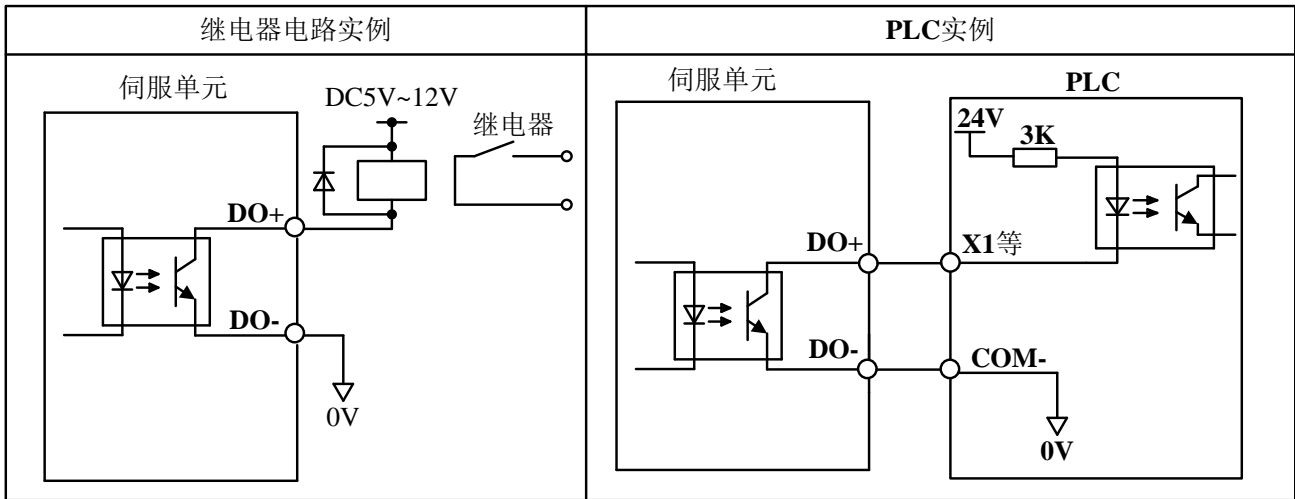 继电器电路实例
PLC实例
伺服单元
DC5V~12V
继电器
DO+
DO-
0V
伺服单元
PLC
24V
3K
DO+
X1等
DO-
COM-
0V